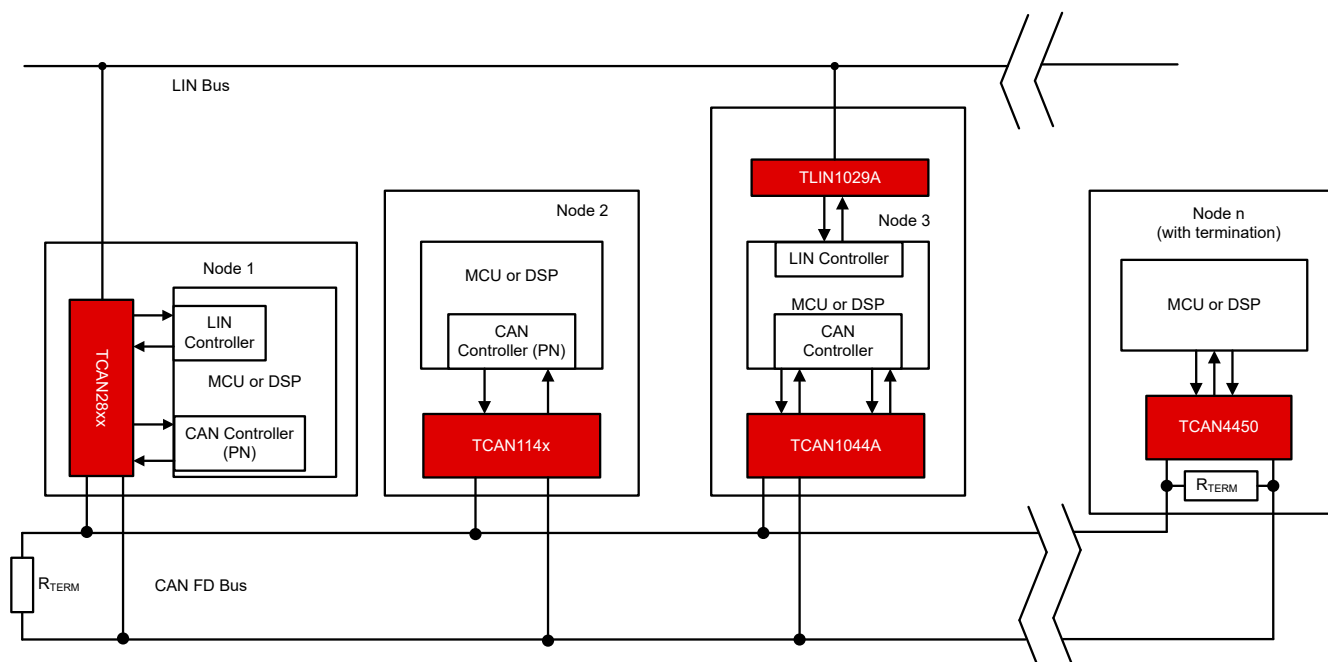 LIN Bus
Node 1
TCAN28xx
LIN
Controller
MCU or DSP
CAN Controller
(PN)
Node 2
MCU or DSP
CAN
Controller (PN)
TCAN114x
TLIN1029A
Node 3
LIN Controller
MCU or DSP
CAN
Controller
TCAN1044A
Node n
(with termination)
MCU or DSP
TCAN4450
RTERM
RTERM
CAN FD Bus